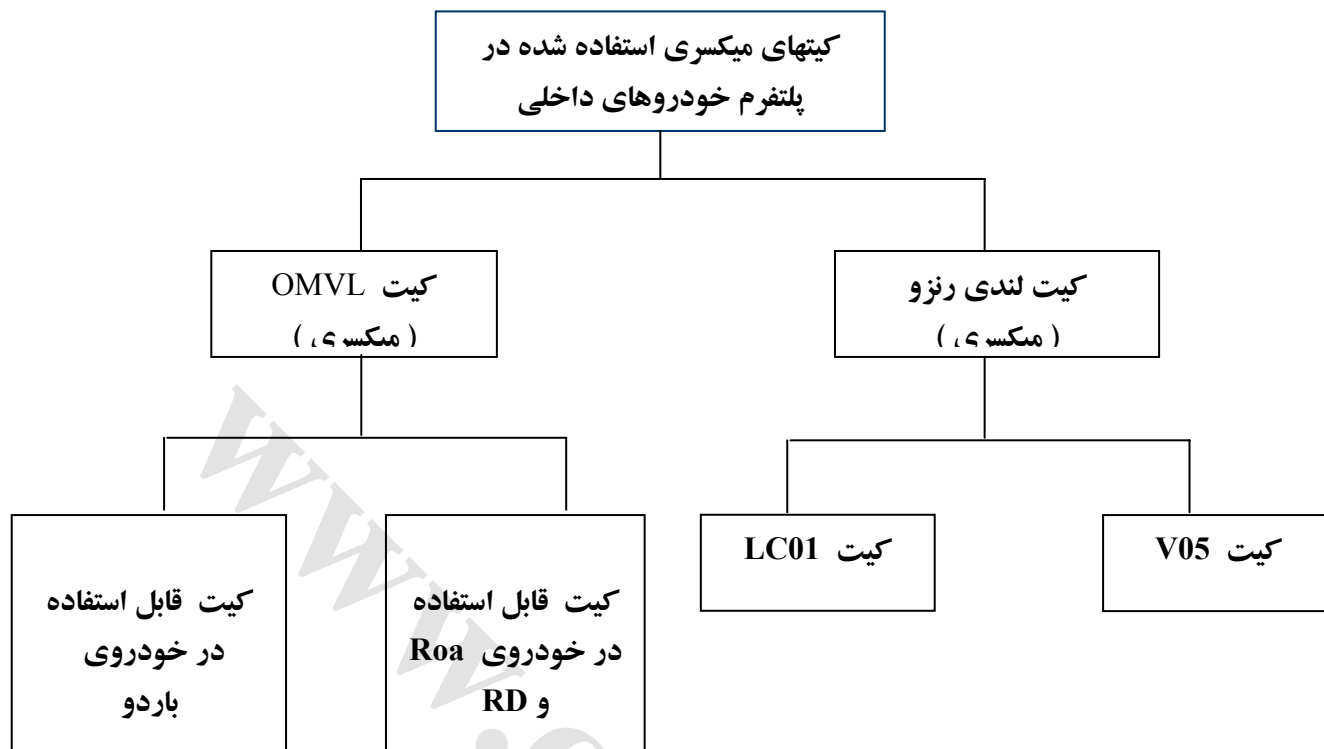 کیتهای میکسری استفاده شده در
پلتفرم خودروهای داخلی
کیت لندی رنزو
( میکسری )
کیت OMVL
( میکسری )
کیت V05
کیت LC01
کیت قابل استفاده
در خودروی Roa
و RD
کیت قابل استفاده
در خودروی
باردو
www.